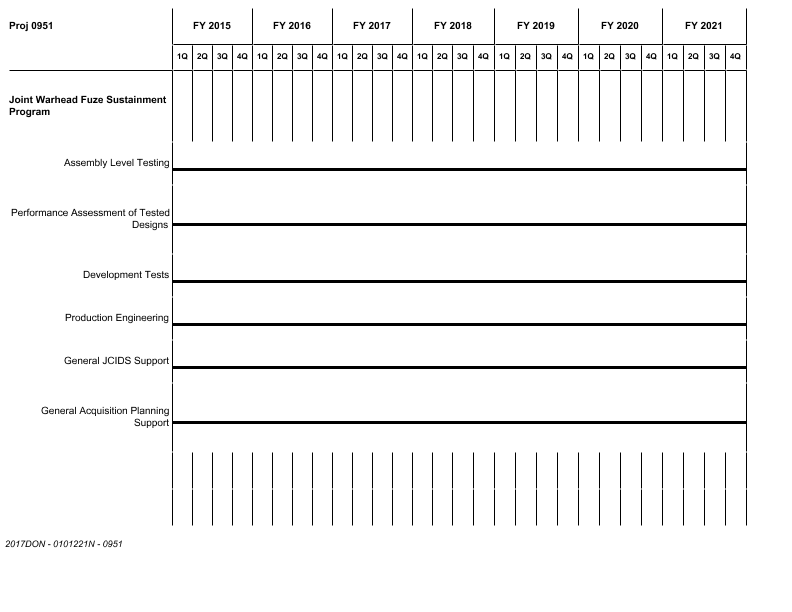 Proj 0951 FY 2015 FY 2016 FY 2017 FY 2018 FY 2019 FY 2020 FY 2021
1Q 2Q 3Q 4Q 1Q 2Q 3Q 4Q 1Q 2Q 3Q 4Q 1Q 2Q 3Q 4Q 1Q 2Q 3Q 4Q 1Q 2Q 3Q 4Q 1Q 2Q 3Q 4Q
Joint Warhead Fuze Sustainment
Program
Assembly Level Testing
Performance Assessment of Tested
Designs
Development Tests
Production Engineering
General JCIDS Support
General Acquisition Planning
Support
2017DON - 0101221N - 0951